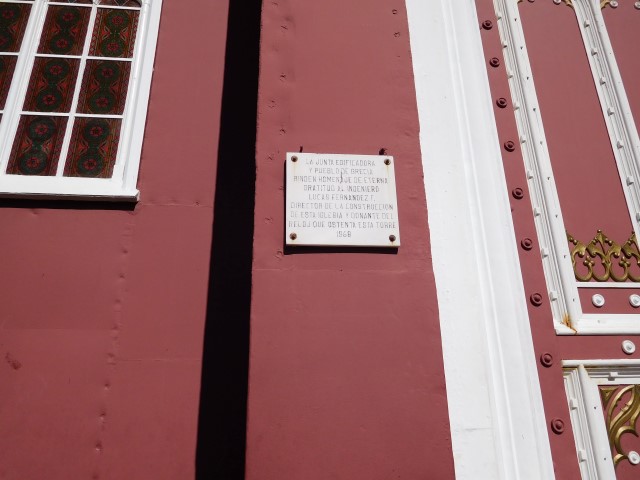 LA JUNTA EDIFICADORA
Y PUEBLO DE GRECIA
RINDEN HOMENAJE DE ETERNA
GRATITUD AL INGENIERO
LUCAS FERNANDEZ F.
DIRECTOR DE LA CONSTRUCCION
DE ESTA IGLESIA Y DONANTE DEL
RELOJ QUE OSTENTA ESTA TORRE